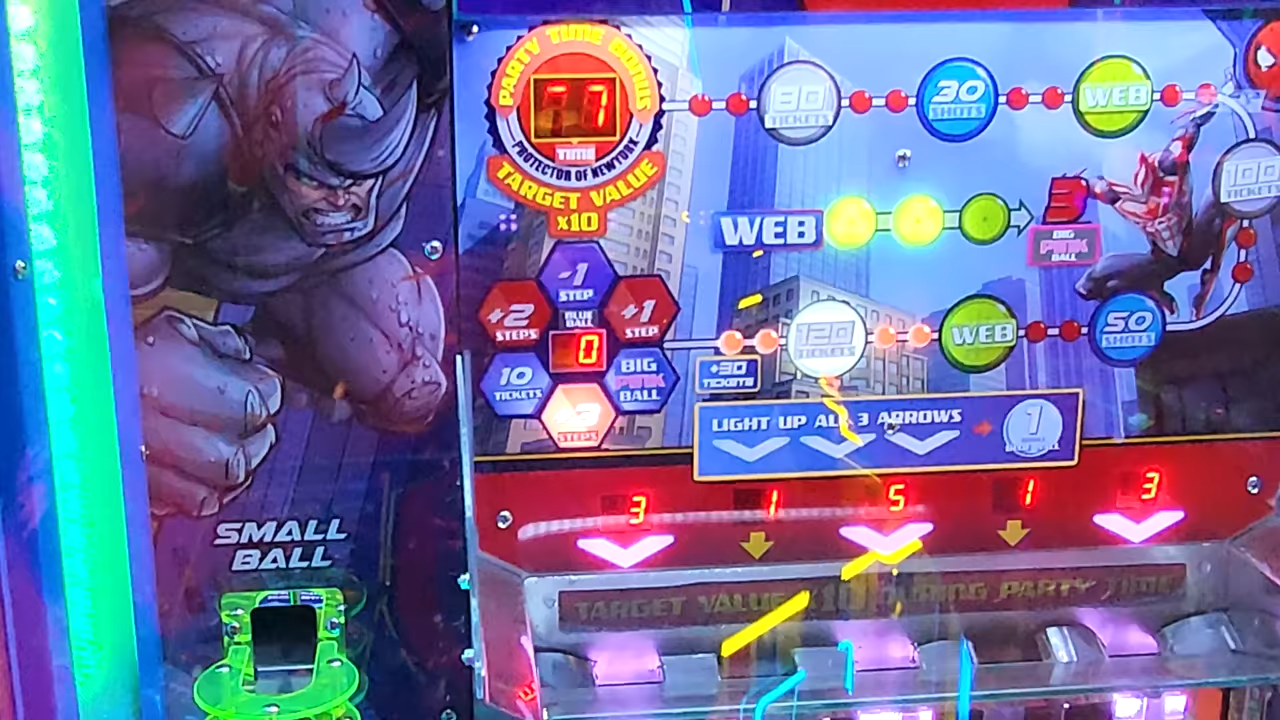 PARTY TIME BONUS
TIME
PROTECTOR OF NEWYORK
TARGET VALUE
x10
80
TICKETS
30
SHOTS
WEB
100
TICKETS
WEB
3
BIG
PINK
BALL
-1
STEP
+2
STEPS
+1
STEP
BLUE
BALL
0
10
TICKETS
BIG
PINK
BALL
STEPS
120
TICKETS
WEB
50
SHOTS
+30
TICKETS
LIGHT UP ALL 3 ARROWS
1
3 1 5 1 3
TARGET VALUE x10 DURING PARTY TIME
SMALL
BALL